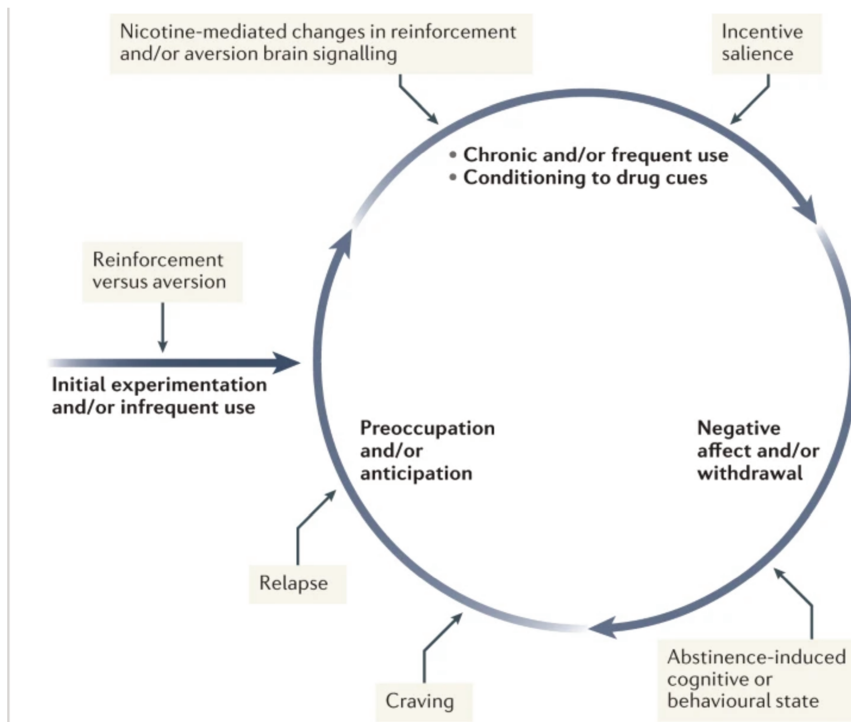 Nicotine-mediated changes in reinforcement
and/or aversion brain signalling
Incentive
salience
• Chronic and/or frequent use
• Conditioning to drug cues
Reinforcement
versus aversion
Initial experimentation
and/or infrequent use
Preoccupation
and/or
anticipation
Negative
affect and/or
withdrawal
Relapse
Craving
Abstinence-induced
cognitive or
behavioural state